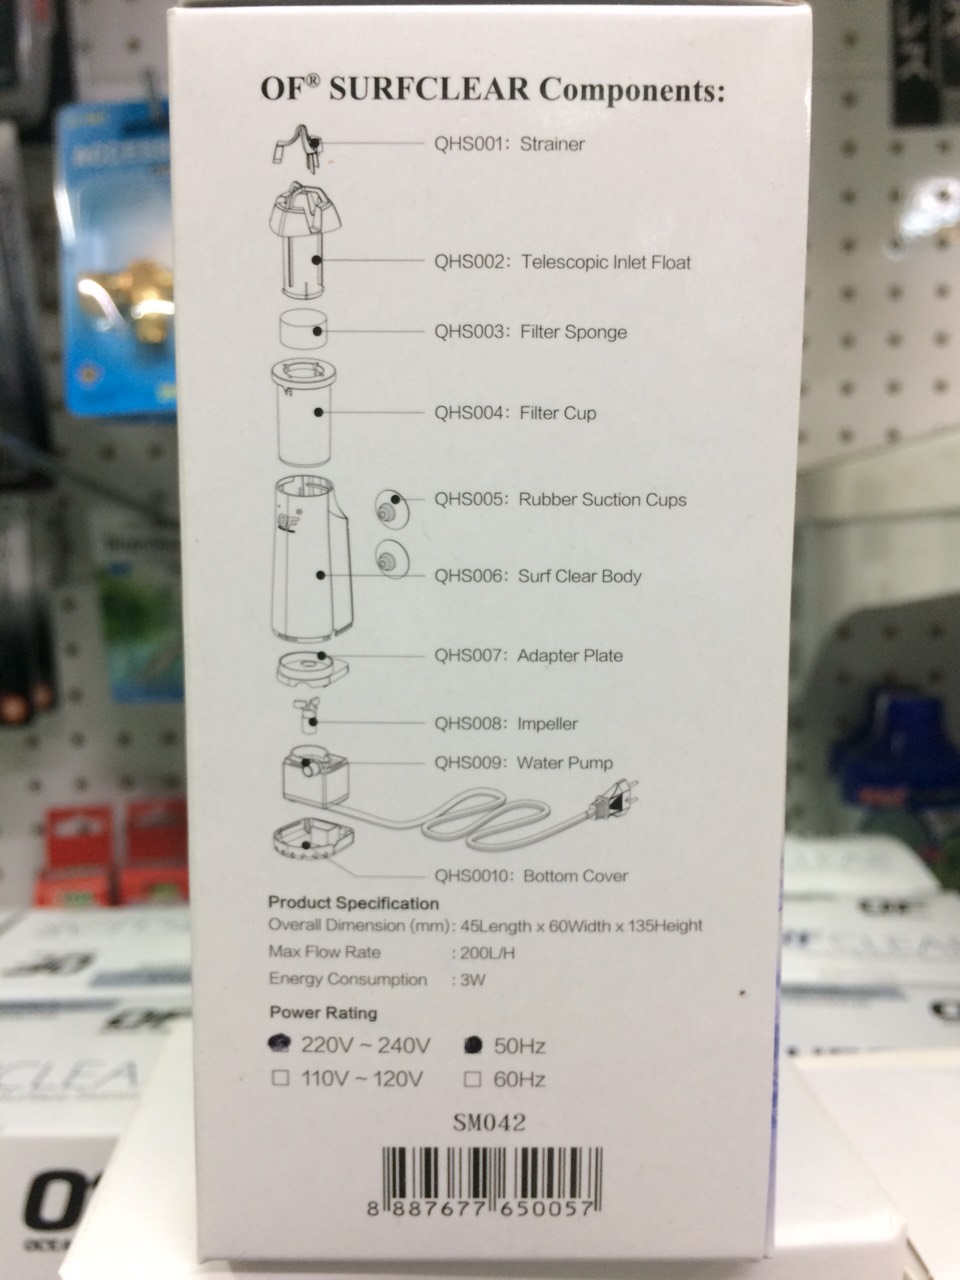 OF® SURFCLEAR Components:
QHS001: Strainer
QHS002: Telescopic Inlet Float
QHS003: Filter Sponge
QHS004: Filter Cup
QHS005: Rubber Suction Cups
QHS006: Surf Clear Body
QHS007: Adapter Plate
QHS008: Impeller
QHS009: Water Pump
QHS0010: Bottom Cover
Product Specification
Overall Dimension (mm): 45Length x 60Width x 135Height
Max Flow Rate : 200L/H
Energy Consumption : 3W
Power Rating
220V ~ 240V 50Hz
110V ~ 120V 60Hz
SM042
8 887677 650057